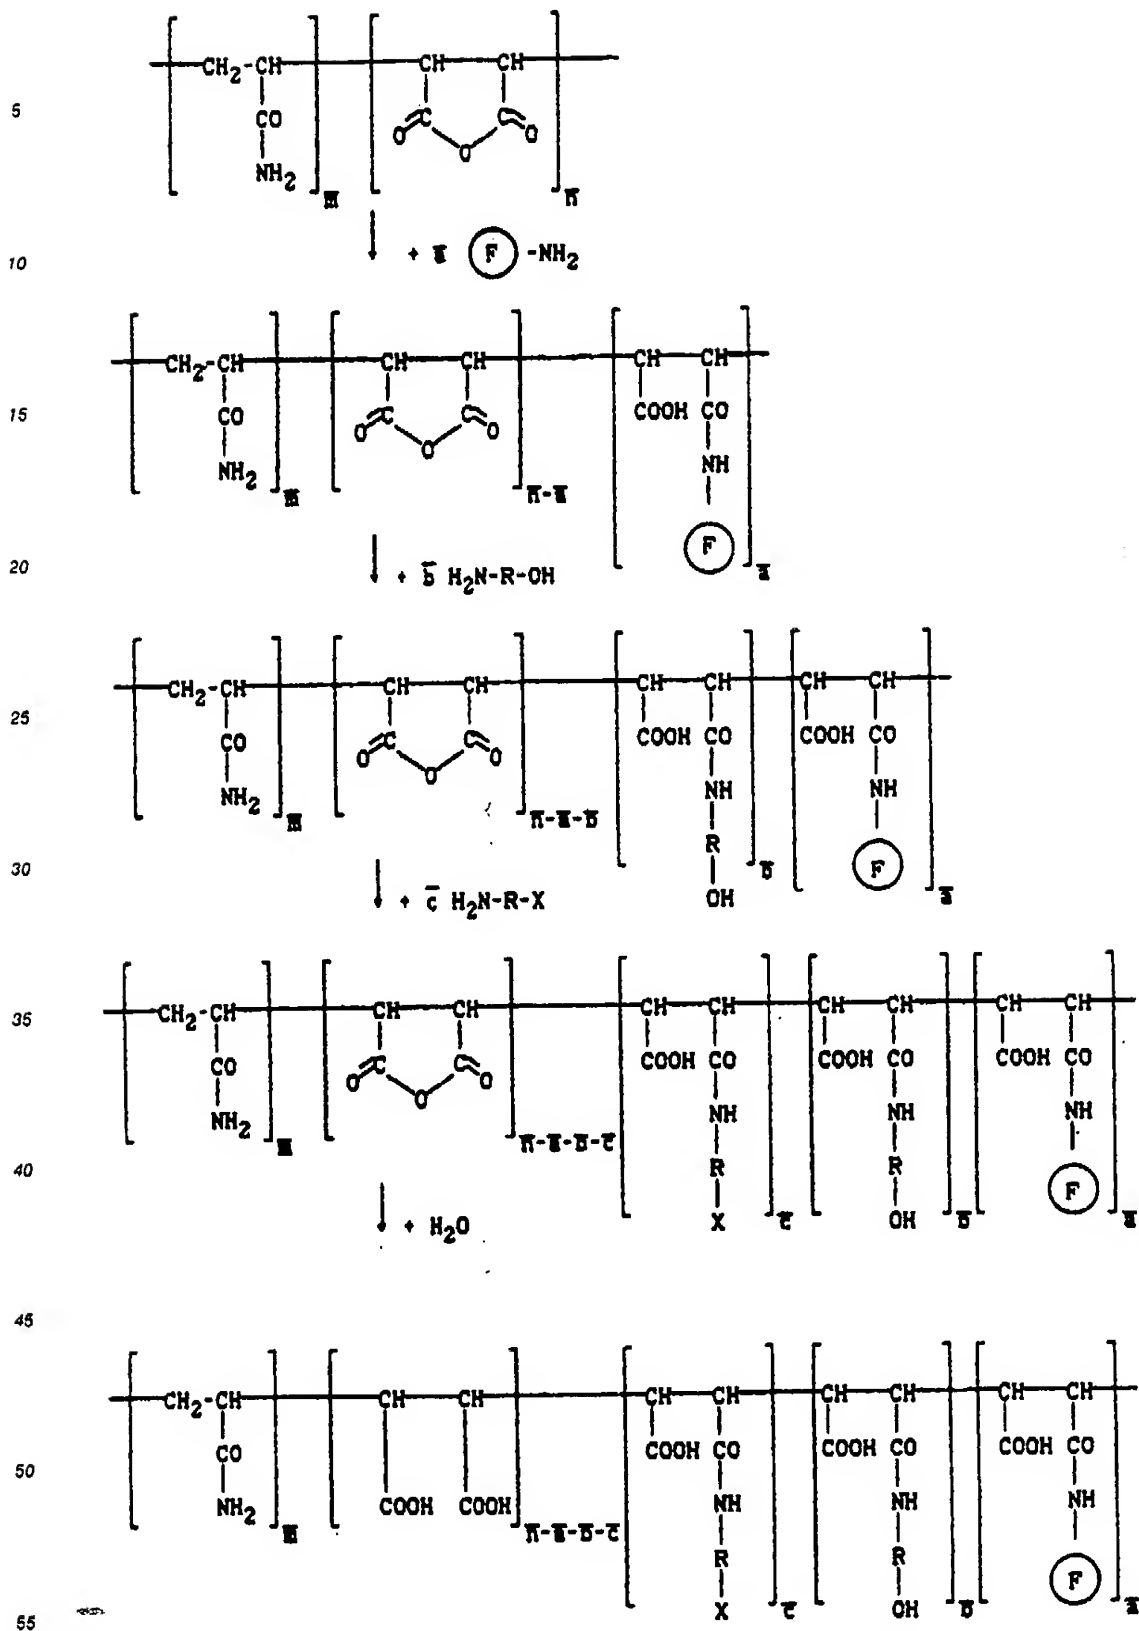 CH2-CH CH CH
5
CO O C C O
O
NH2
m̄ n̄
+ ā F -NH2
10
CH2-CH CH CH CH CH
15
CO C C COOH CO
O O O
NH2 NH
m̄ n̄-ā
F
ā
20
+ b̄ H2N-R-OH
CH2-CH CH CH CH CH CH CH
25
CO C C COOH CO COOH CO
O O O
NH2 NH NH
m̄ n̄-ā-b̄
R F
b̄
30
OH ā
+ c̄ H2N-R-X
CH2-CH CH CH CH CH CH CH CH CH
35
CO C C COOH CO COOH CO COOH CO
O O O
NH2 NH NH NH
m̄ n̄-ā-b̄-c̄
40
R R F
X c̄ OH b̄ ā
+ H2O
45
CH2-CH CH CH CH CH CH CH CH CH
CO COOH CO COOH CO COOH CO
50
NH2 COOH COOH NH NH NH
m̄ n̄-ā-b̄-c̄
R R F
X c̄ OH b̄ ā
55